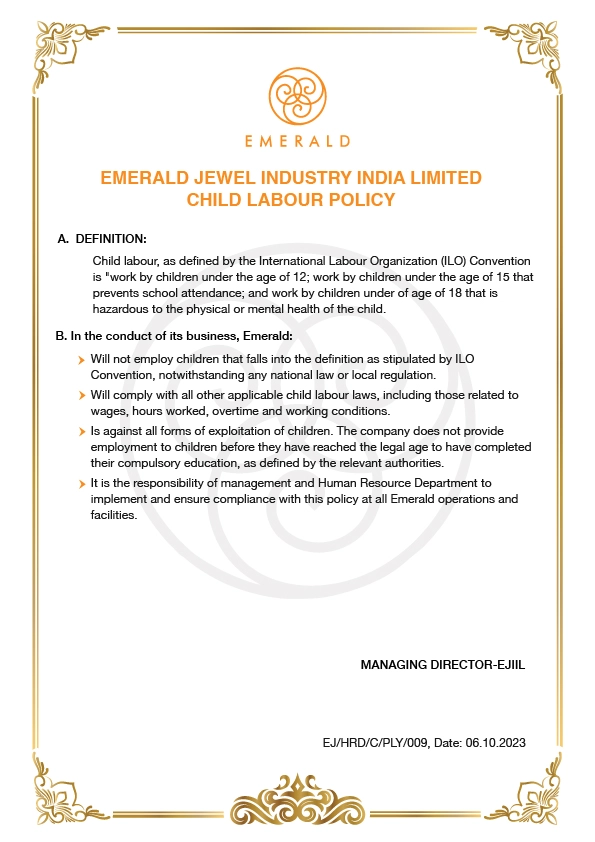 EMERALD
EMERALD JEWEL INDUSTRY INDIA LIMITED
CHILD LABOUR POLICY
A. DEFINITION:
Child labour, as defined by the International Labour Organization (ILO) Convention
is "work by children under the age of 12; work by children under the age of 15 that
prevents school attendance; and work by children under of age of 18 that is
hazardous to the physical or mental health of the child.
B. In the conduct of its business, Emerald:
Will not employ children that falls into the definition as stipulated by ILO
Convention, notwithstanding any national law or local regulation.
Will comply with all other applicable child labour laws, including those related to
wages, hours worked, overtime and working conditions.
Is against all forms of exploitation of children. The company does not provide
employment to children before they have reached the legal age to have completed
their compulsory education, as defined by the relevant authorities.
It is the responsibility of management and Human Resource Department to
implement and ensure compliance with this policy at all Emerald operations and
facilities.
MANAGING DIRECTOR-EJIIL
EJ/HRD/C/PLY/009, Date: 06.10.2023